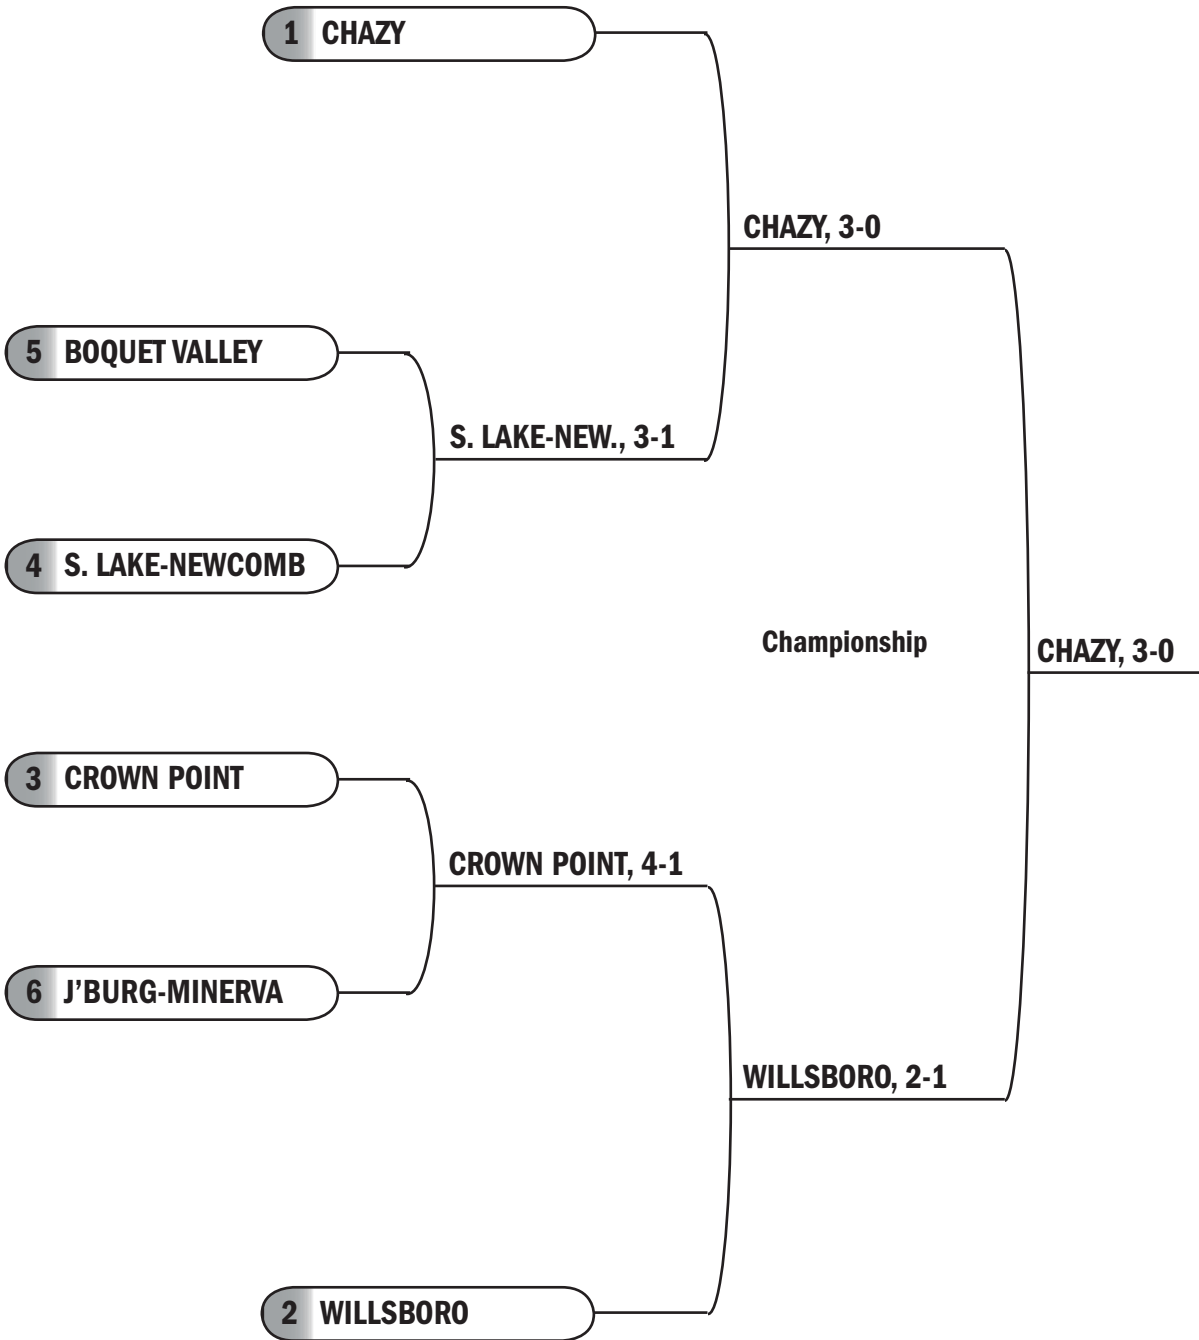 1 CHAZY
CHAZY, 3-0
5 BOQUET VALLEY
S. LAKE-NEW., 3-1
4 S. LAKE-NEWCOMB
Championship
CHAZY, 3-0
3 CROWN POINT
CROWN POINT, 4-1
6 J’BURG-MINERVA
WILLSBORO, 2-1
2 WILLSBORO